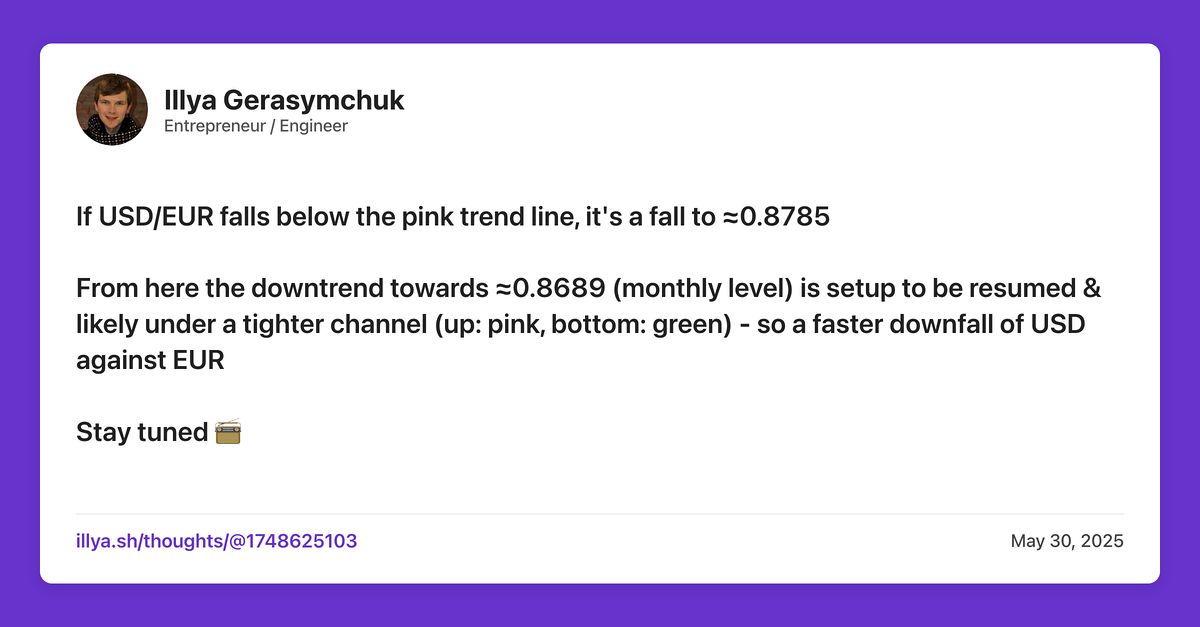 Illya Gerasymchuk
Entrepreneur / Engineer
If USD/EUR falls below the pink trend line, it's a fall to ≈0.8785
From here the downtrend towards ≈0.8689 (monthly level) is setup to be resumed &
likely under a tighter channel (up: pink, bottom: green) - so a faster downfall of USD
against EUR
Stay tuned 📻
illya.sh/thoughts/@1748625103
May 30, 2025